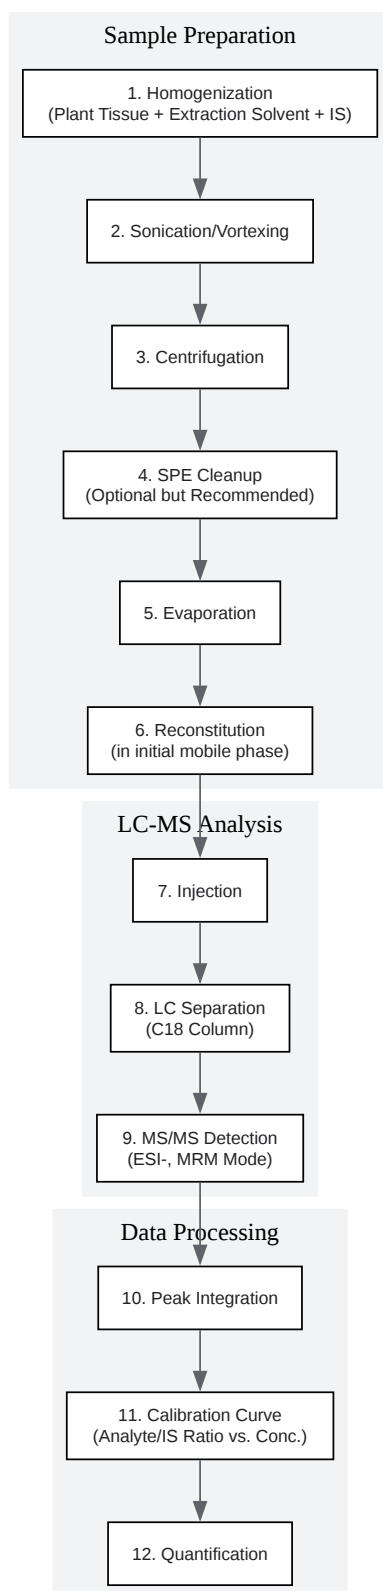 Sample Preparation
1. Homogenization
(Plant Tissue + Extraction Solvent + IS)
2. Sonication/Vortexing
3. Centrifugation
4. SPE Cleanup
(Optional but Recommended)
5. Evaporation
6. Reconstitution
(in initial mobile phase)
LC-MS Analysis
7. Injection
8. LC Separation
(C18 Column)
9. MS/MS Detection
(ESI-, MRM Mode)
Data Processing
10. Peak Integration
11. Calibration Curve
(Analyte/IS Ratio vs. Conc.)
12. Quantification